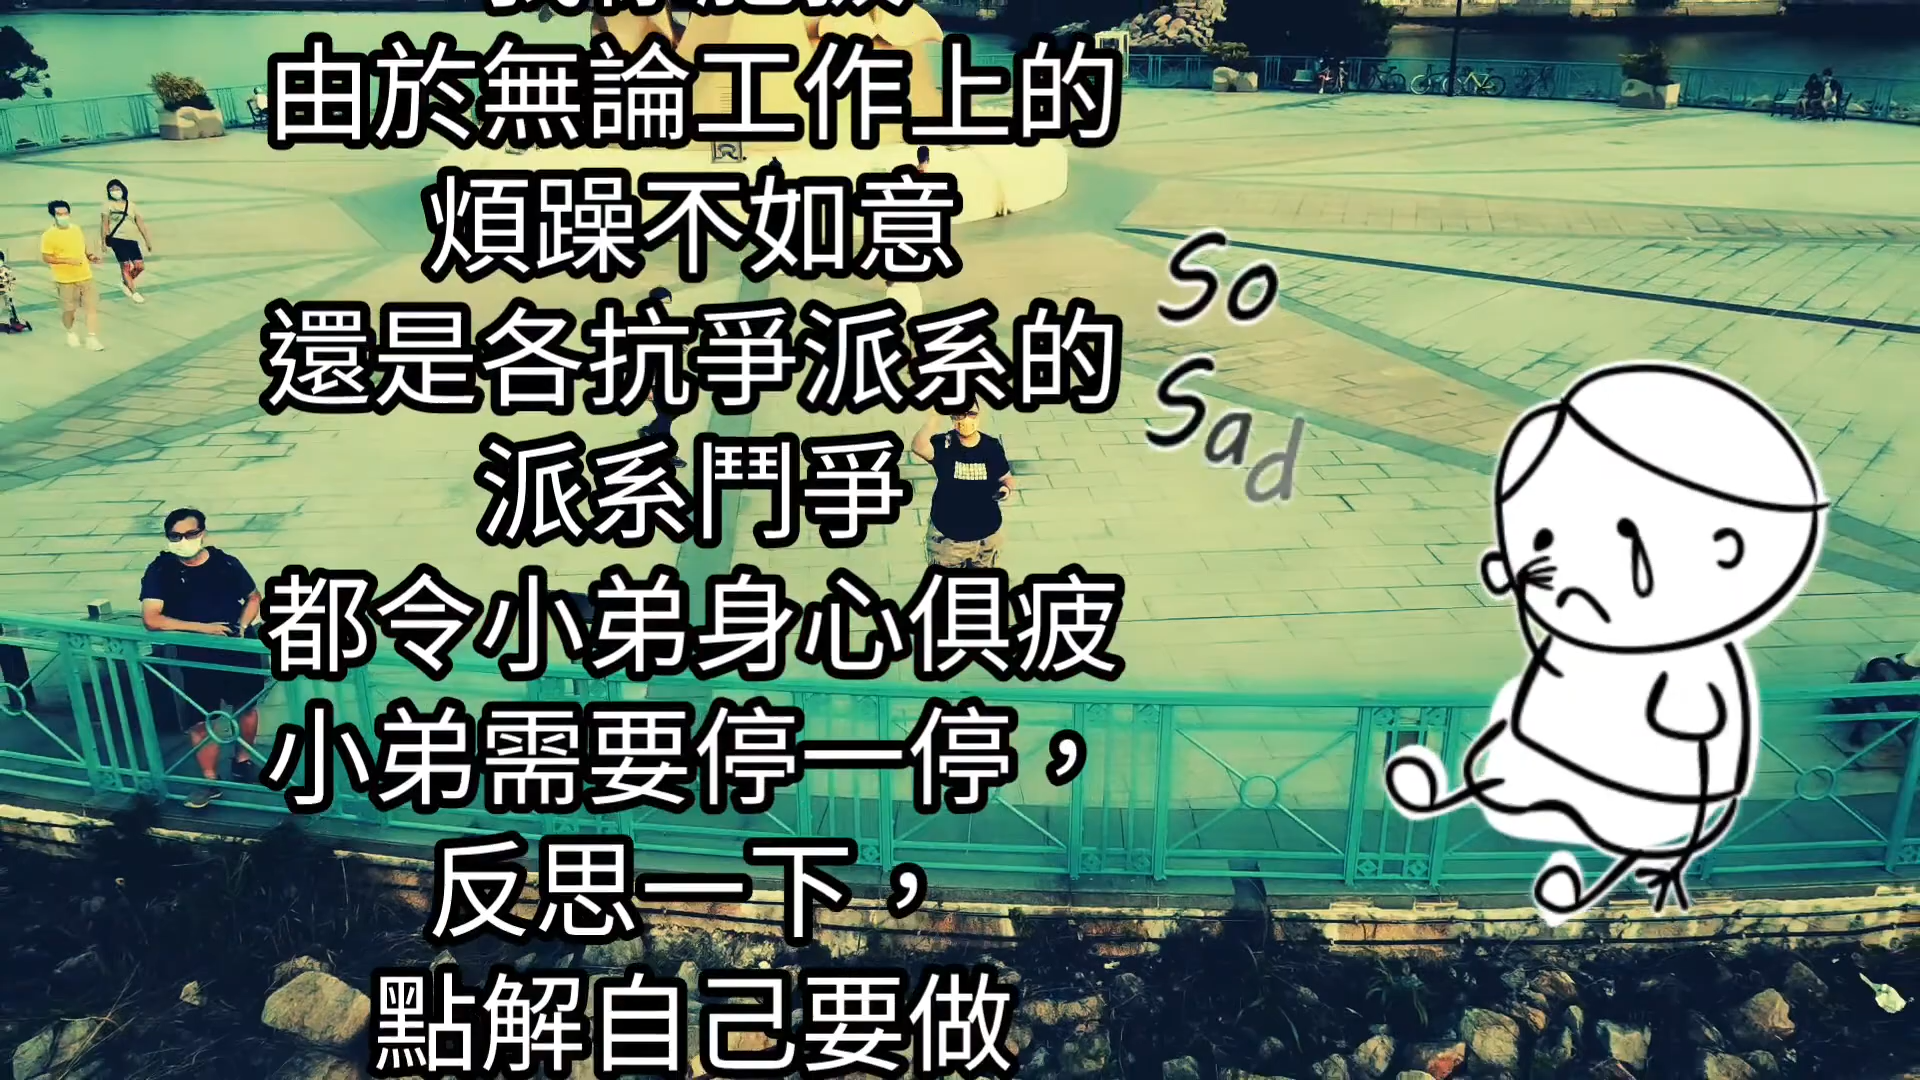 由於無論工作上的
煩躁不如意
還是各抗爭派系的
派系鬥爭
都令小弟身心俱疲
小弟需要停一停，
反思一下，
點解自己要做
So
Sad